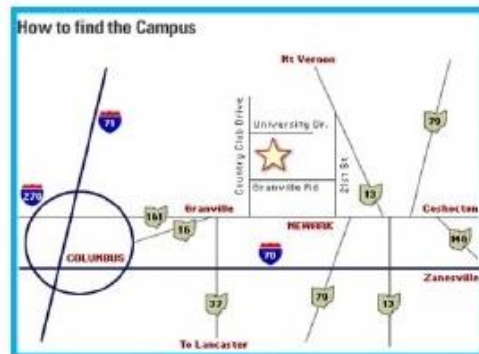 How to find the Campus
Mt Vernon
71
79
Country Club Drive
University Dr.
21st St.
270
Granville Rd
13
161
Granville
16
NEWARK
Coshocton
COLUMBUS
70
Zanesville
37
79
13
To Lancaster